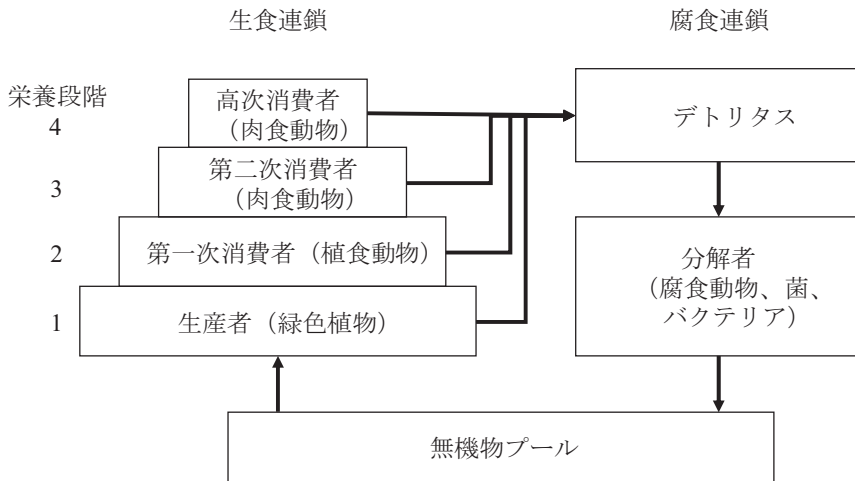 生食連鎖
腐食連鎖
栄養段階
4
高次消費者
（肉食動物）
デトリタス
3
第二次消費者
（肉食動物）
2
第一次消費者（植食動物）
分解者
（腐食動物、菌、
バクテリア）
1
生産者（緑色植物）
無機物プール